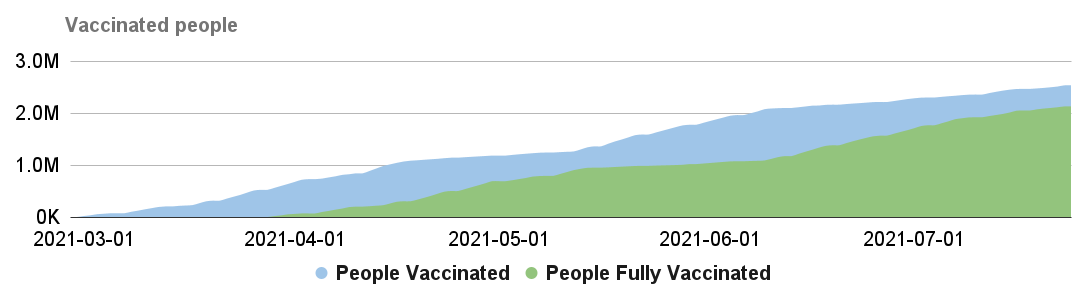 Vaccinated people
3.0M
2.0M
1.0M
0K
2021-03-01 2021-04-01 2021-05-01 2021-06-01 2021-07-01
People Vaccinated People Fully Vaccinated